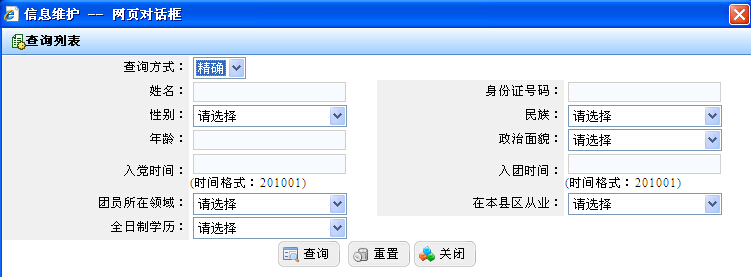 信息维护 -- 网页对话框
查询列表
查询方式： 精确
姓名： 身份证号码：
性别： 请选择 民族： 请选择
年龄： 政治面貌： 请选择
入党时间： 入团时间：
(时间格式：201001) (时间格式：201001)
团员所在领域： 请选择 在本县区从业： 请选择
全日制学历： 请选择
查询 重置 关闭